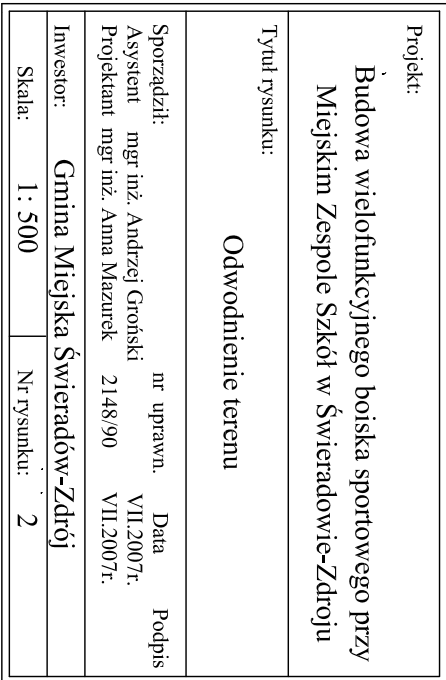 Projekt:
Budowa wielofunkcyjnego boiska sportowego przy
Miejskim Zespole Szkół w Świeradowie-Zdroju
Tytuł rysunku:
Odwodnienie terenu
Sporządził: nr uprawn. Data Podpis
Asystent mgr inż. Andrzej Groński VII.2007r.
Projektant mgr inż. Anna Mazurek 2148/90 VII.2007r.
Inwestor: Gmina Miejska Świeradów-Zdrój
Skala: 1: 500 Nr rysunku: 2